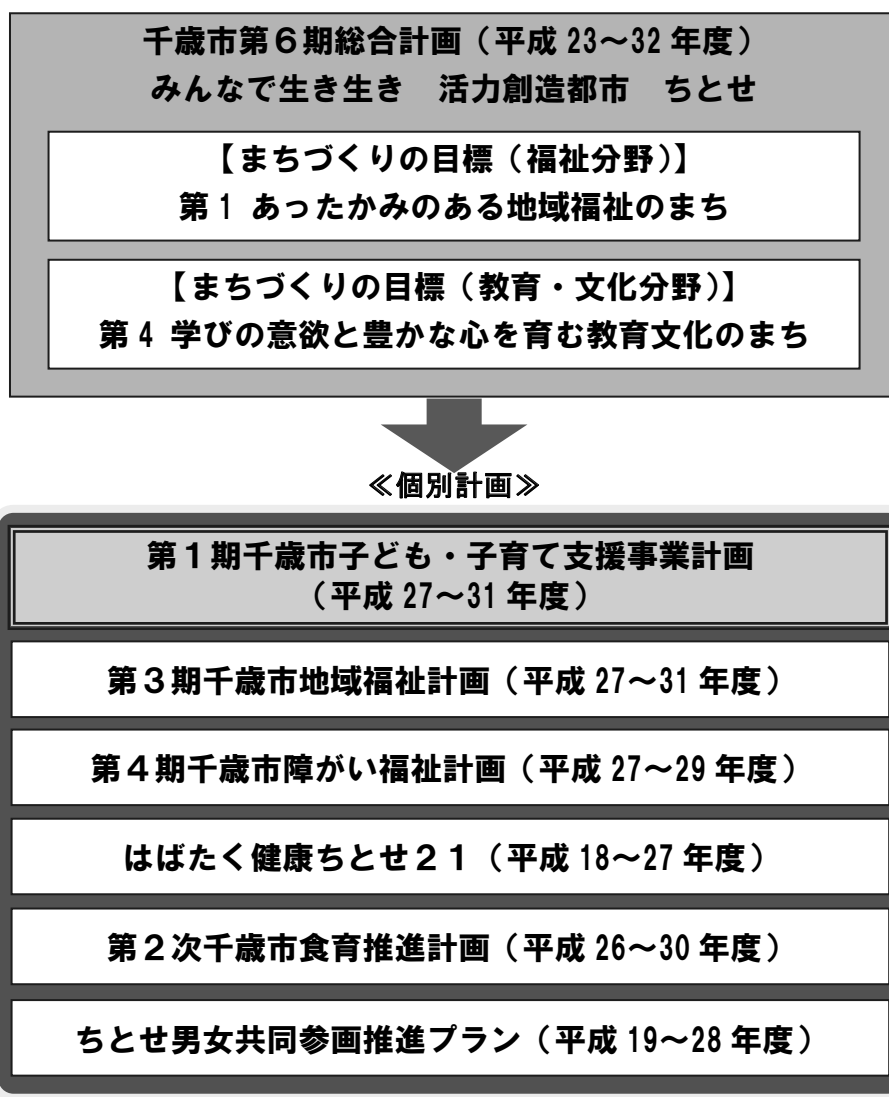 千歳市第６期総合計画（平成 23～32 年度）
みんなで生き生き　活力創造都市　ちとせ
【まちづくりの目標（福祉分野）】
第 1 あったかみのある地域福祉のまち
【まちづくりの目標（教育・文化分野）】
第 4 学びの意欲と豊かな心を育む教育文化のまち
≪個別計画≫
第１期千歳市子ども・子育て支援事業計画
（平成 27～31 年度）
第３期千歳市地域福祉計画（平成 27～31 年度）
第４期千歳市障がい福祉計画（平成 27～29 年度）
はばたく健康ちとせ２１（平成 18～27 年度）
第２次千歳市食育推進計画（平成 26～30 年度）
ちとせ男女共同参画推進プラン（平成 19～28 年度）